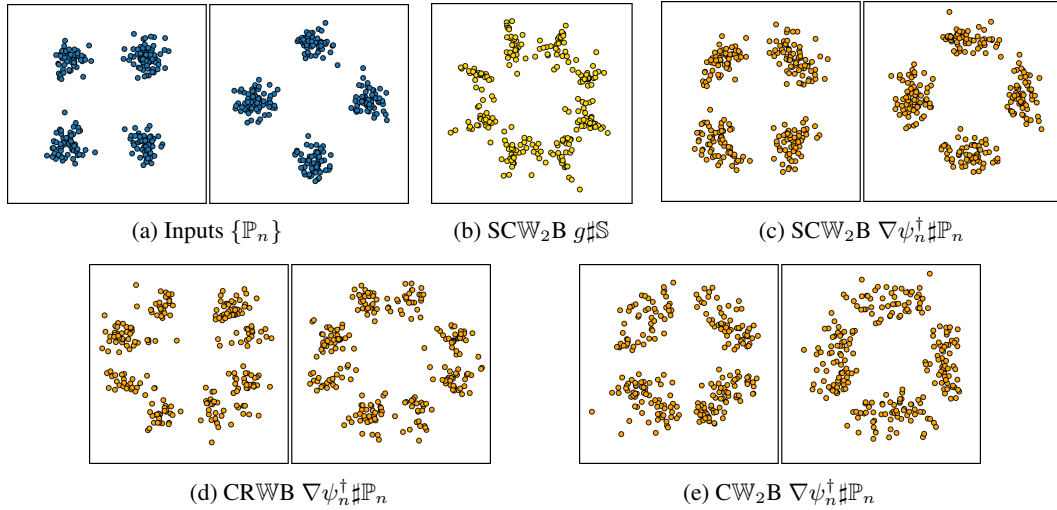 (a) Inputs {ℙₙ}
(b) SC𝕎₂B g♯𝕊
(c) SC𝕎₂B ∇ψₙ†♯ℙₙ
(d) CR𝕎B ∇ψₙ†♯ℙₙ
(e) C𝕎₂B ∇ψₙ†♯ℙₙ